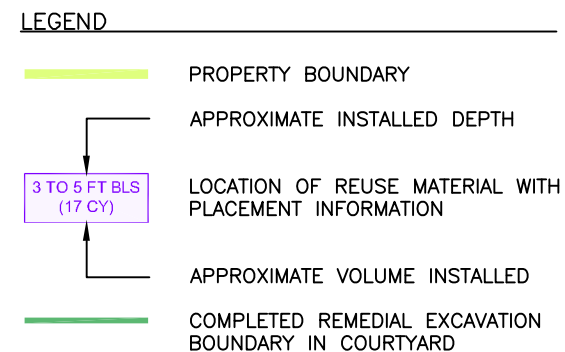 LEGEND
PROPERTY BOUNDARY
APPROXIMATE INSTALLED DEPTH
3 TO 5 FT BLS
(17 CY)
LOCATION OF REUSE MATERIAL WITH
PLACEMENT INFORMATION
APPROXIMATE VOLUME INSTALLED
COMPLETED REMEDIAL EXCAVATION
BOUNDARY IN COURTYARD